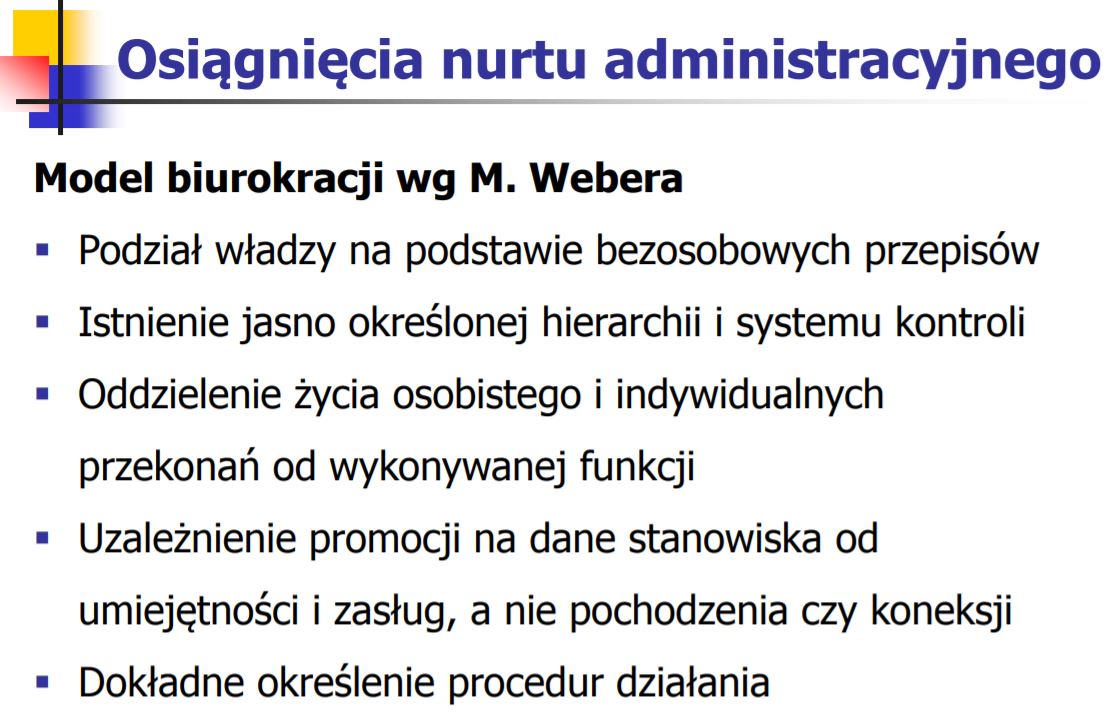 Osiągnięcia nurtu administracyjnego
Model biurokracji wg M. Webera
▪ Podział władzy na podstawie bezosobowych przepisów
▪ Istnienie jasno określonej hierarchii i systemu kontroli
▪ Oddzielenie życia osobistego i indywidualnych
przekonań od wykonywanej funkcji
▪ Uzależnienie promocji na dane stanowiska od
umiejętności i zasług, a nie pochodzenia czy koneksji
▪ Dokładne określenie procedur działania